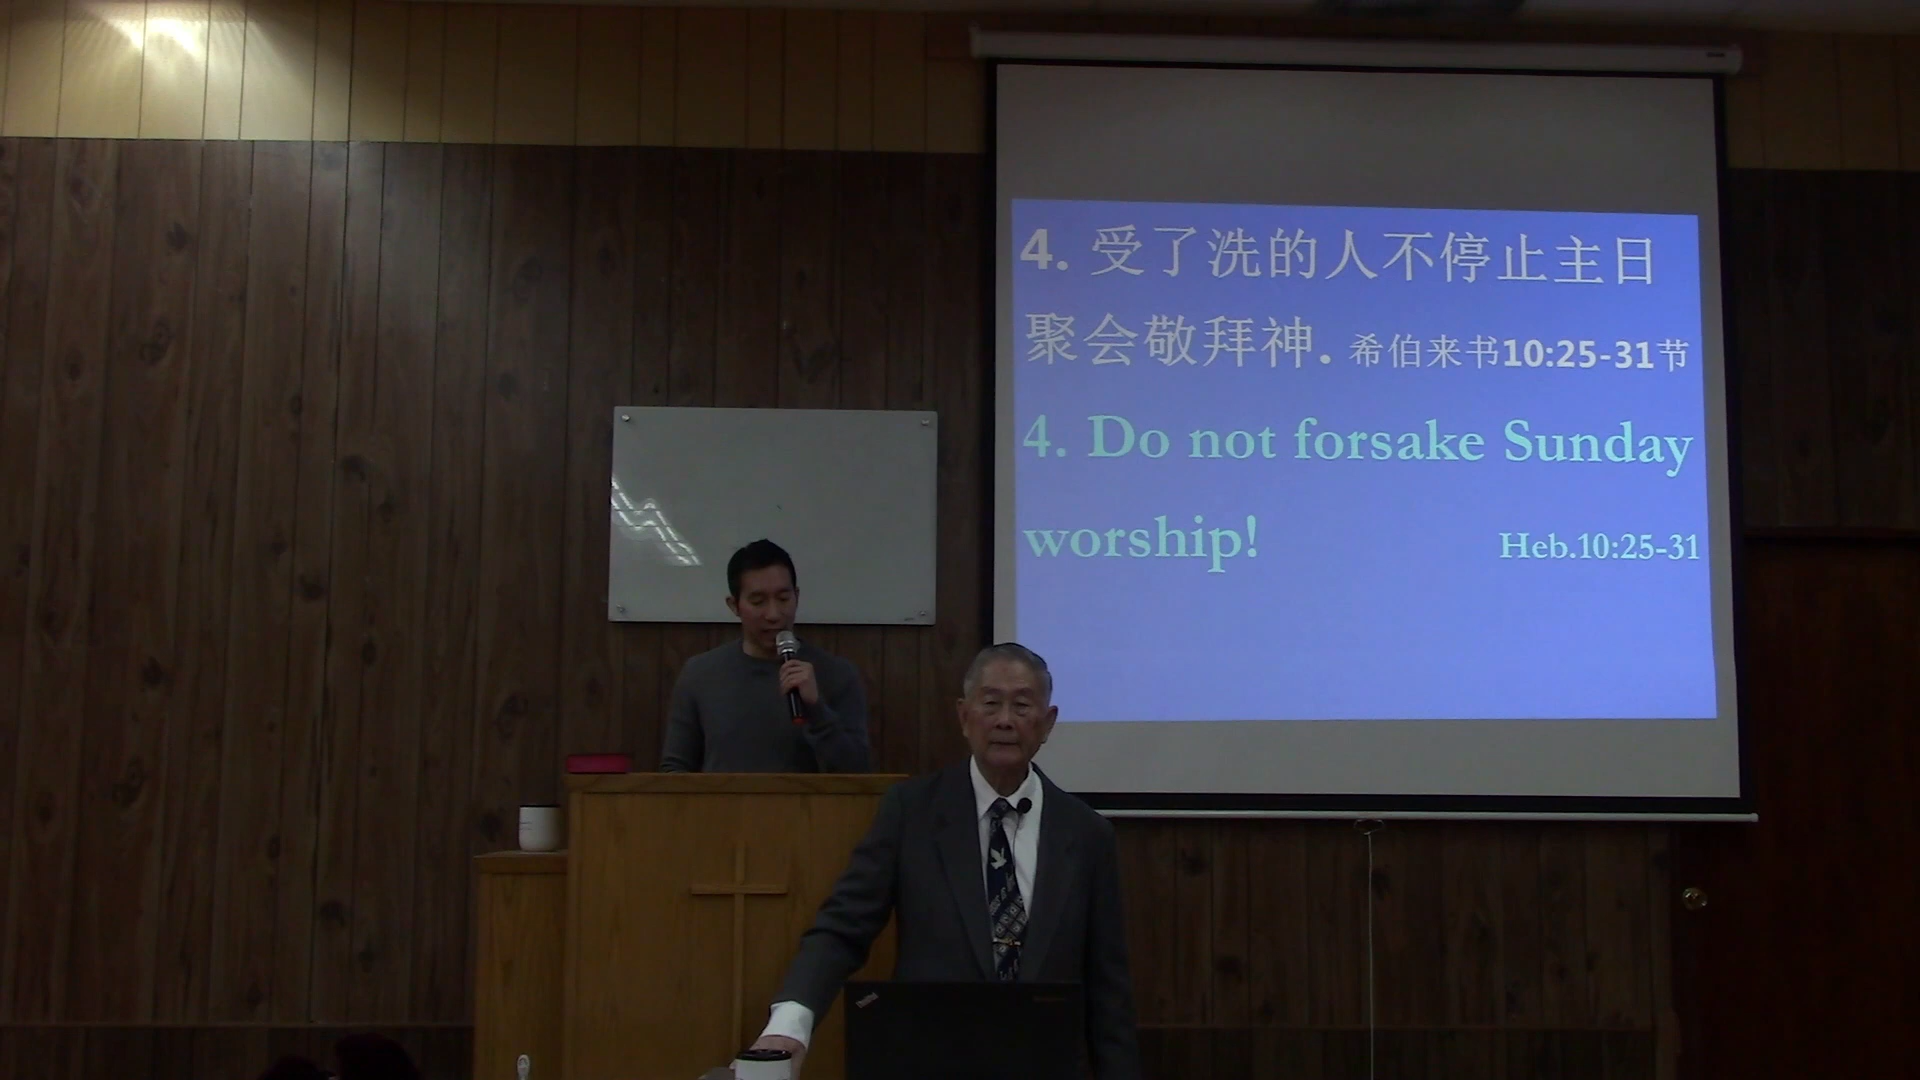 4. 受了洗的人不停止主日
聚会敬拜神. 希伯来书10:25-31节
4. Do not forsake Sunday
worship! Heb.10:25-31
ThinkPad